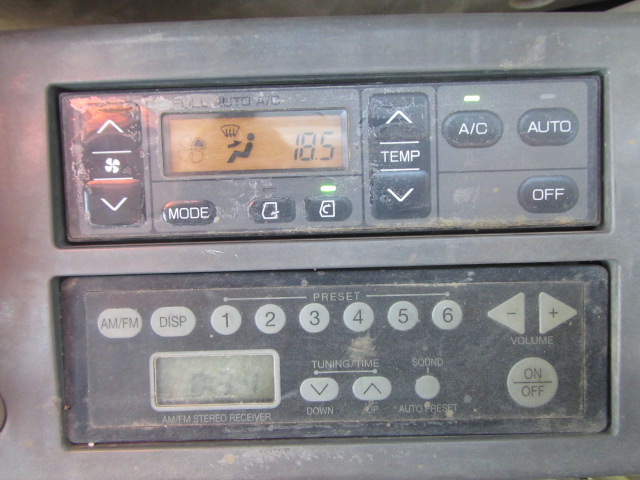 FULL AUTO A/C
18.5
TEMP
A/C
AUTO
MODE
OFF
PRESET
AM/FM
DISP
1 2 3 4 5 6
− +
VOLUME
TUNING/TIME
SOUND
DOWN
UP
AUTO PRESET
ON
OFF
AM/FM STEREO RECEIVER